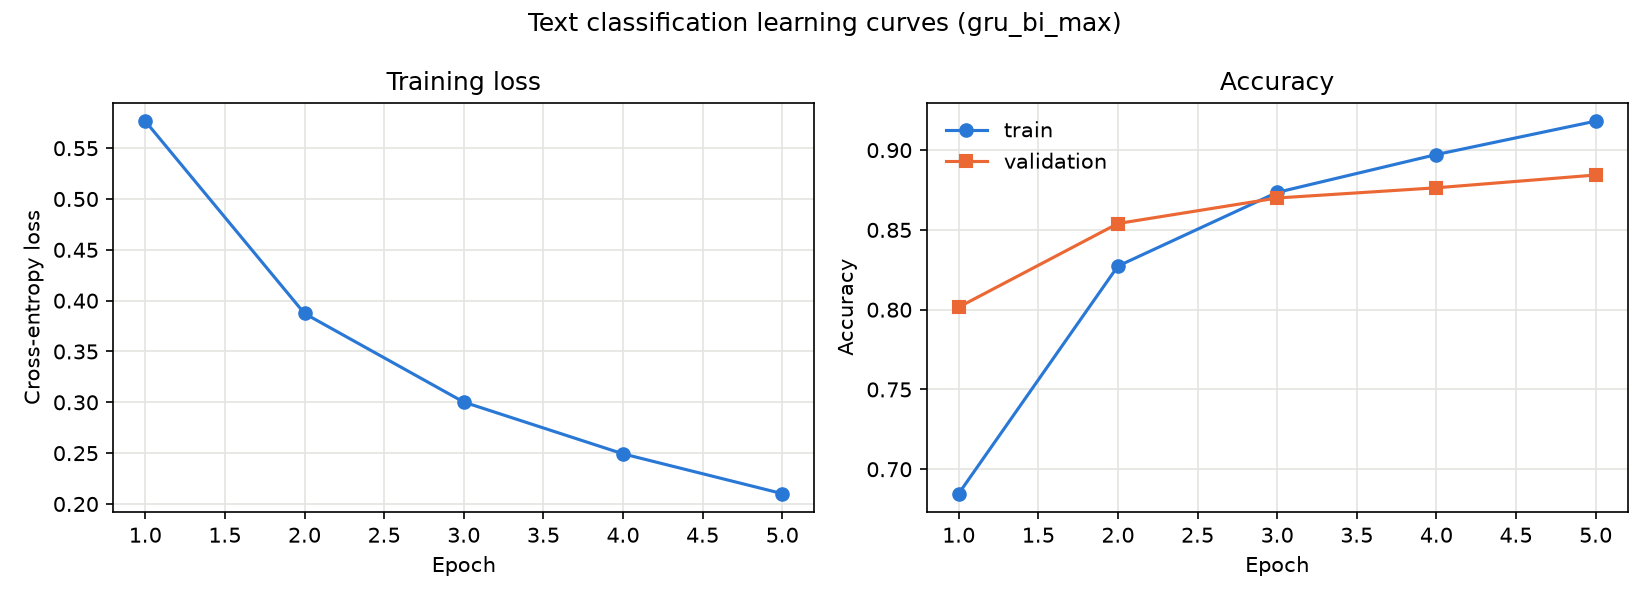 Text classification learning curves (gru_bi_max)
Training loss
Cross-entropy loss
0.55
0.50
0.45
0.40
0.35
0.30
0.25
0.20
1.0 1.5 2.0 2.5 3.0 3.5 4.0 4.5 5.0
Epoch
Accuracy
train
validation
Accuracy
0.90
0.85
0.80
0.75
0.70
1.0 1.5 2.0 2.5 3.0 3.5 4.0 4.5 5.0
Epoch